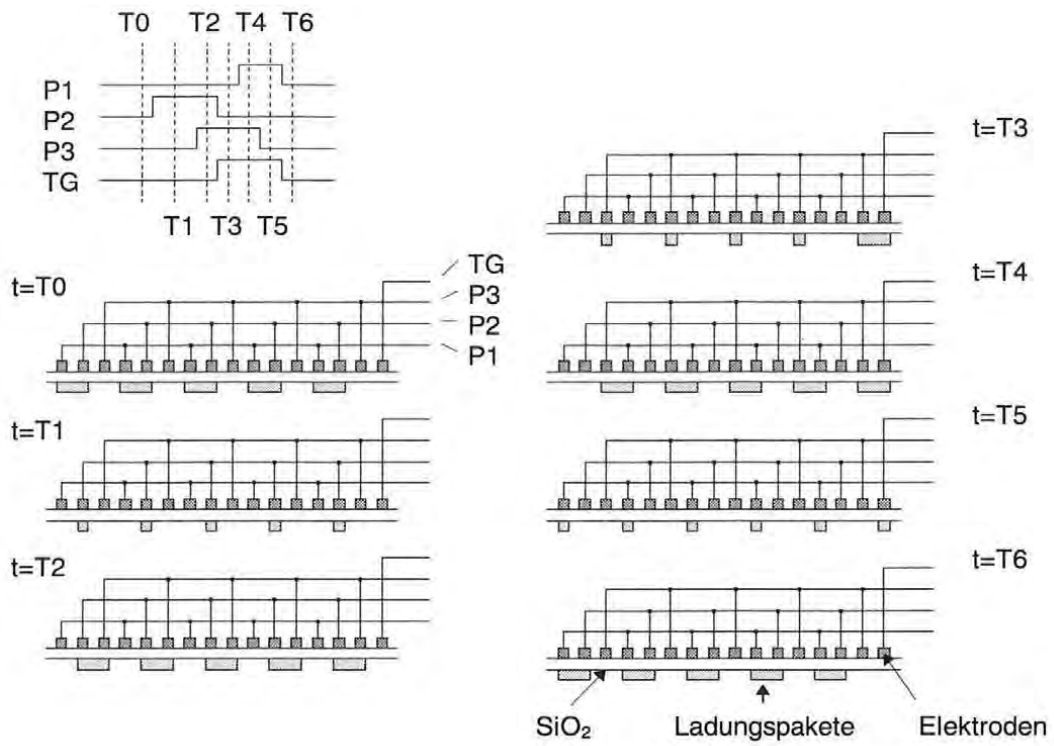 T0 T2 T4 T6
P1
P2
P3
TG
T1 T3 T5
t=T0
TG
P3
P2
P1
t=T1
t=T2
t=T3
t=T4
t=T5
t=T6
SiO₂ Ladungspakete Elektroden